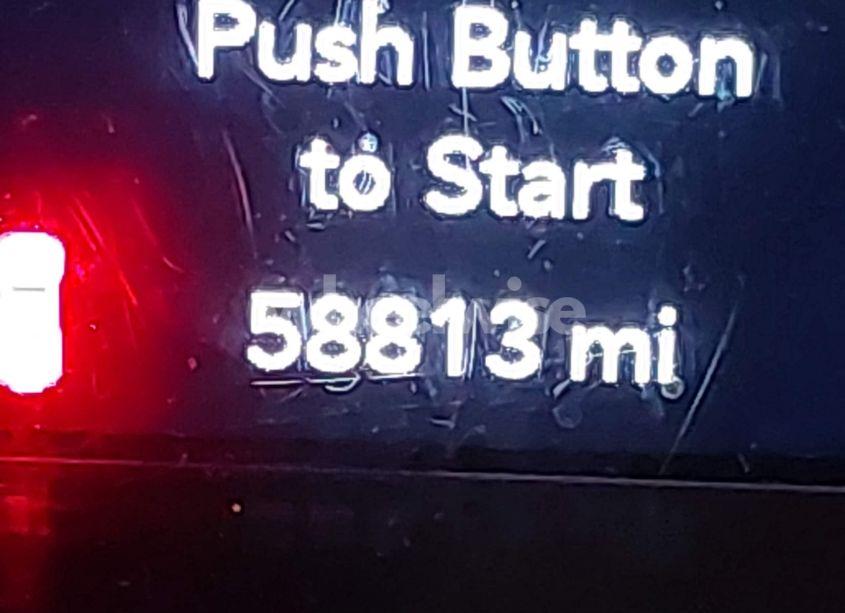 Push Button
to Start
58813 mi